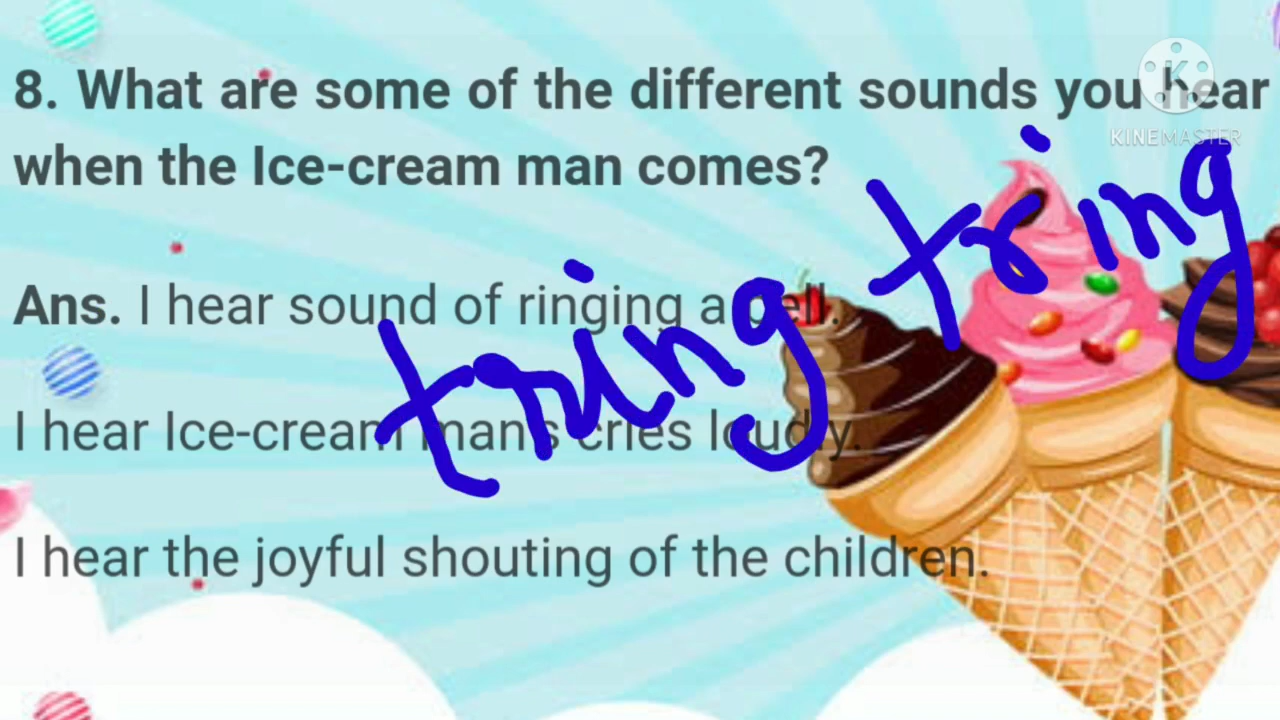 8. What are some of the different sounds you hear
KINEMASTER
when the Ice-cream man comes?
tring tring
Ans. I hear sound of ringing a bell.
I hear Ice-cream man's cries loudly.
I hear the joyful shouting of the children.